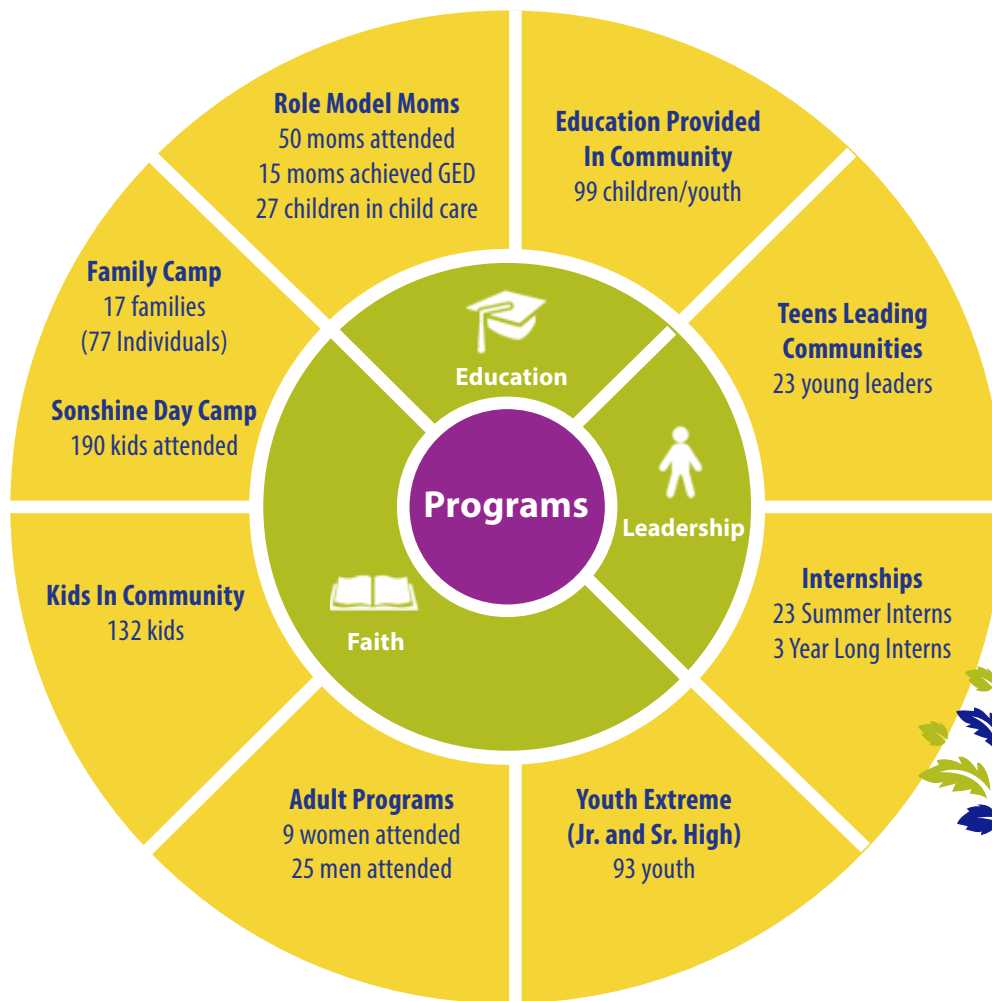 Role Model Moms
50 moms attended
15 moms achieved GED
27 children in child care
Education Provided
In Community
99 children/youth
Teens Leading
Communities
23 young leaders
Internships
23 Summer Interns
3 Year Long Interns
Youth Extreme
(Jr. and Sr. High)
93 youth
Adult Programs
9 women attended
25 men attended
Kids In Community
132 kids
Family Camp
17 families
(77 Individuals)
Sonshine Day Camp
190 kids attended
Education
Leadership
Faith
Programs